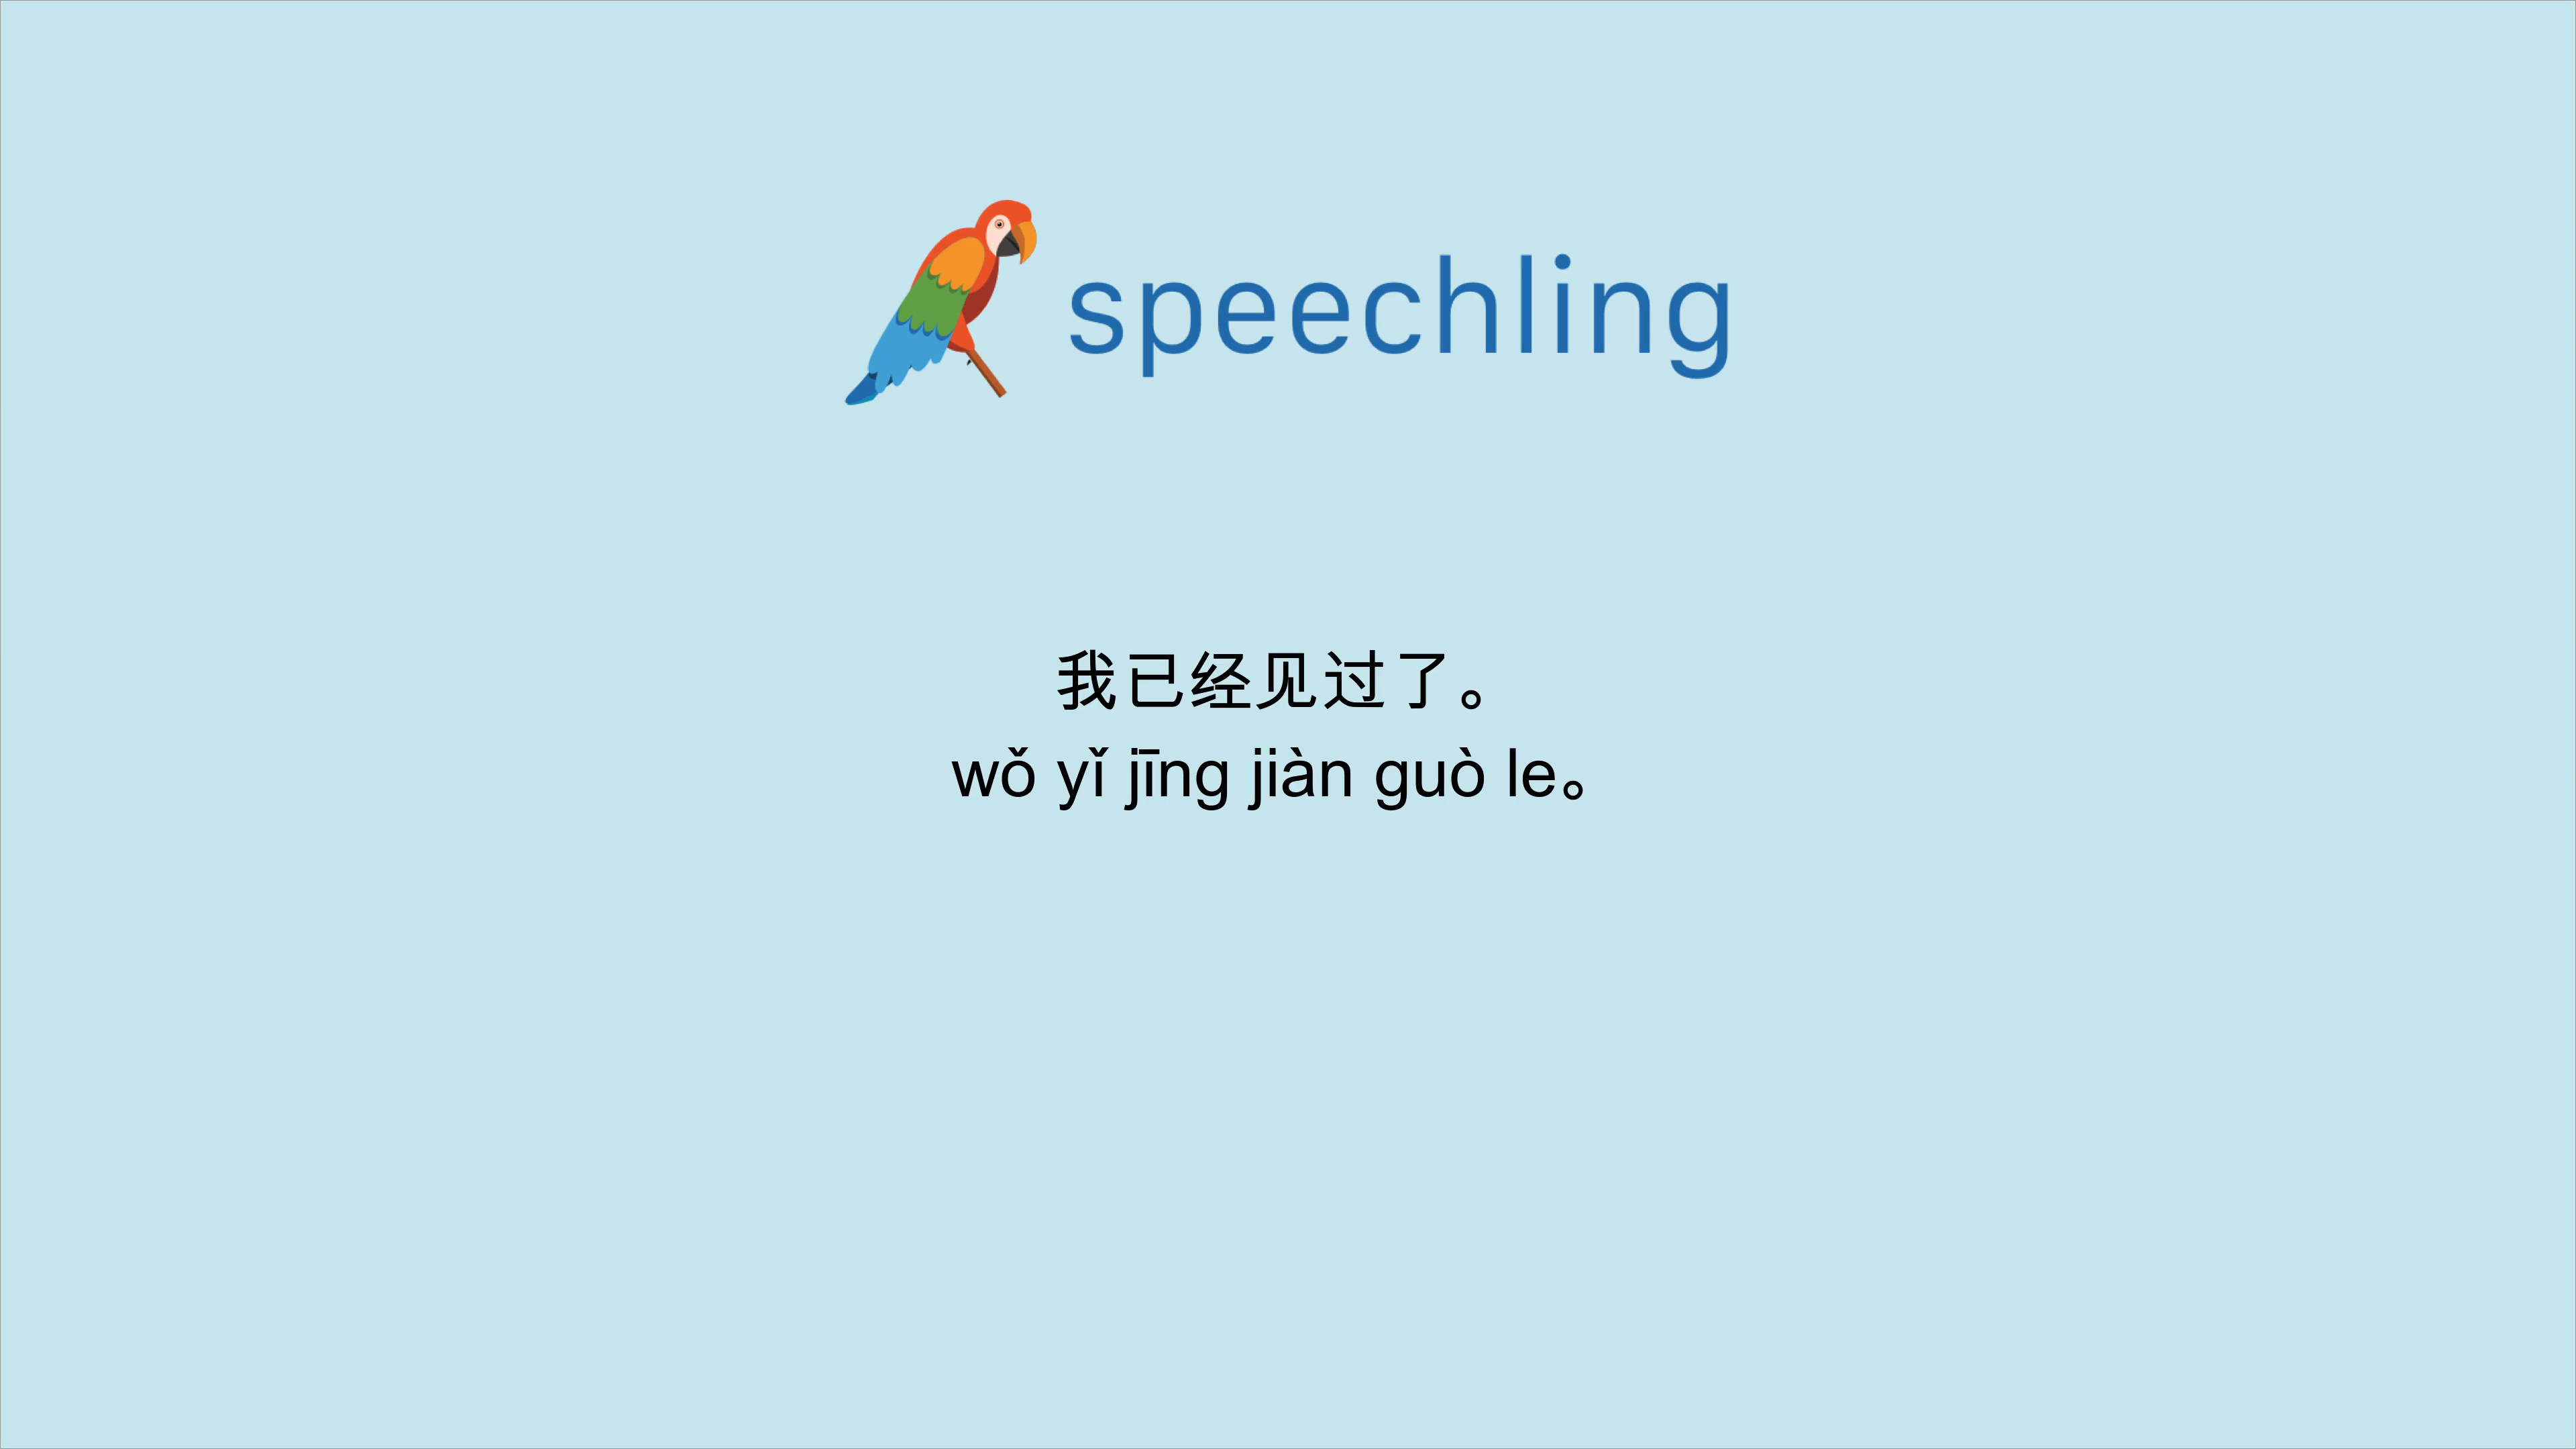 speechling
我已经见过了。
wǒ yǐ jīng jiàn guò le。